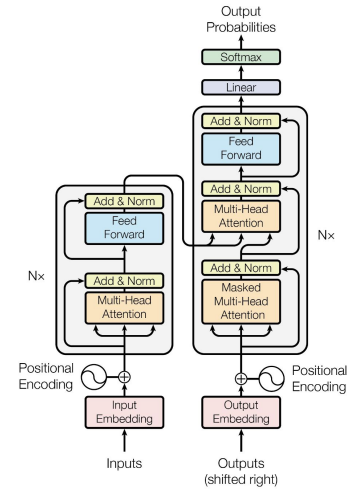 Output
Probabilities
Softmax
Linear
Add & Norm
Feed
Forward
Add & Norm
Multi-Head
Attention
Add & Norm
Masked
Multi-Head
Attention
N×
Positional
Encoding
Output
Embedding
Outputs
(shifted right)
Add & Norm
Feed
Forward
Add & Norm
Multi-Head
Attention
N×
Positional
Encoding
Input
Embedding
Inputs